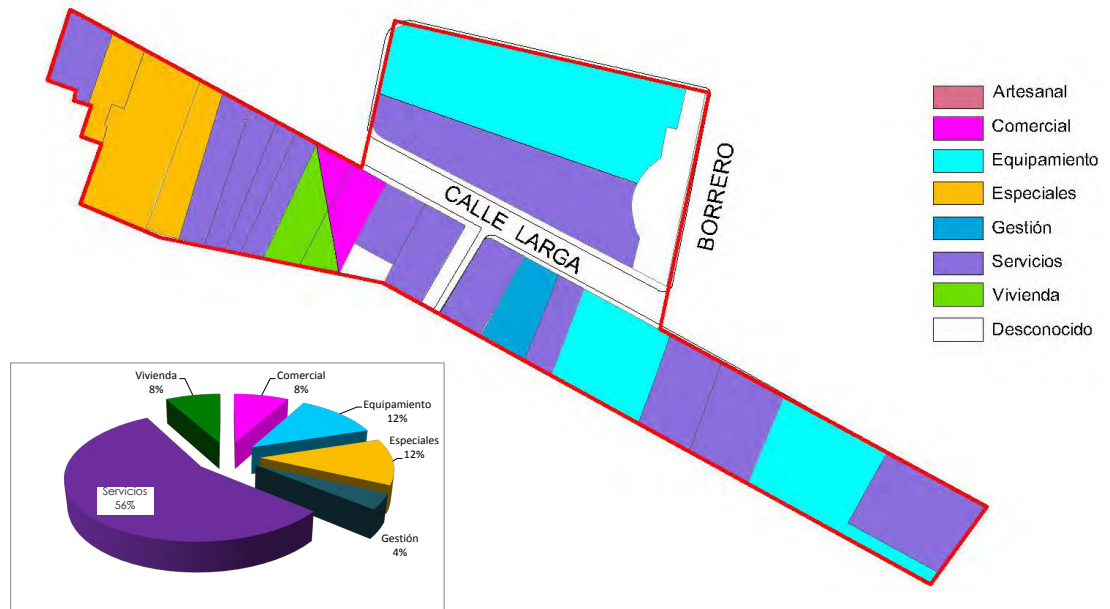 CALLE LARGA
BORRERO
Artesanal
Comercial
Equipamiento
Especiales
Gestión
Servicios
Vivienda
Desconocido
Vivienda
8%
Comercial
8%
Equipamiento
12%
Especiales
12%
Servicios
56%
Gestión
4%